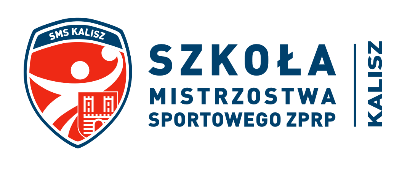 SMS KALISZ
SZKOŁA
MISTRZOSTWA
SPORTOWEGO ZPRP
KALISZ